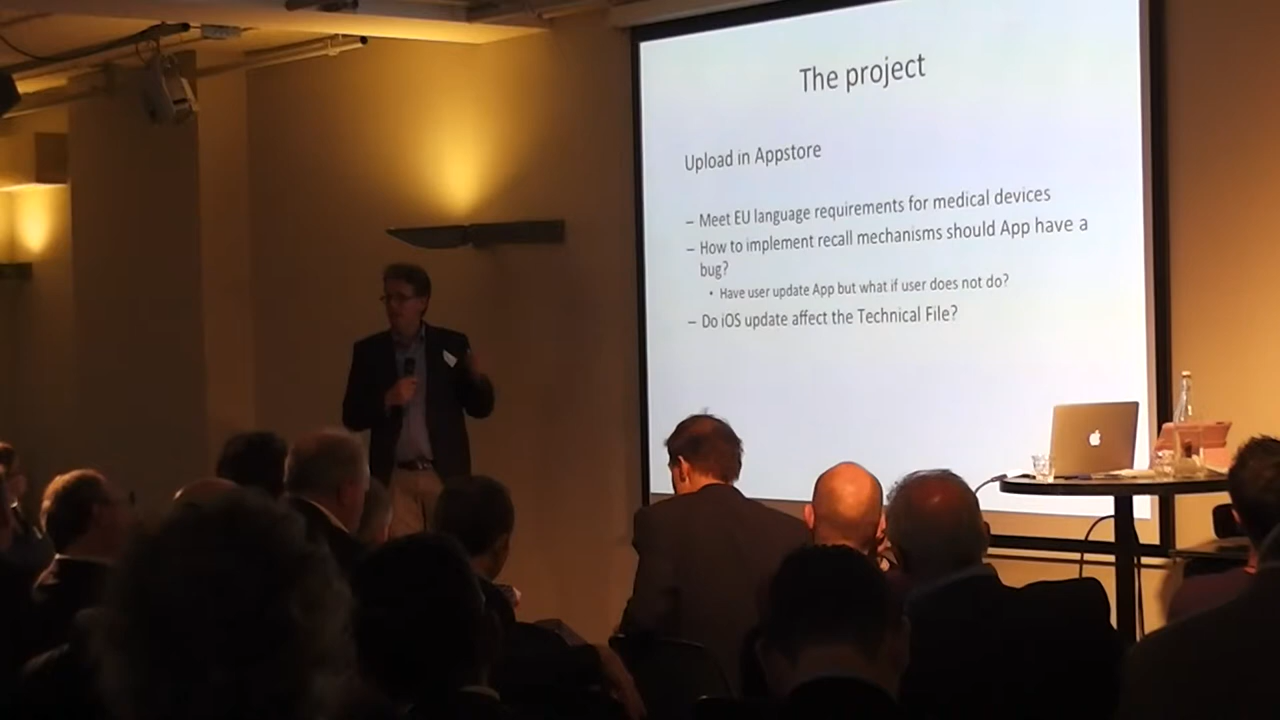 The project
Upload in Appstore
– Meet EU language requirements for medical devices
– How to implement recall mechanisms should App have a
bug?
• Have user update App but what if user does not do?
– Do iOS update affect the Technical File?